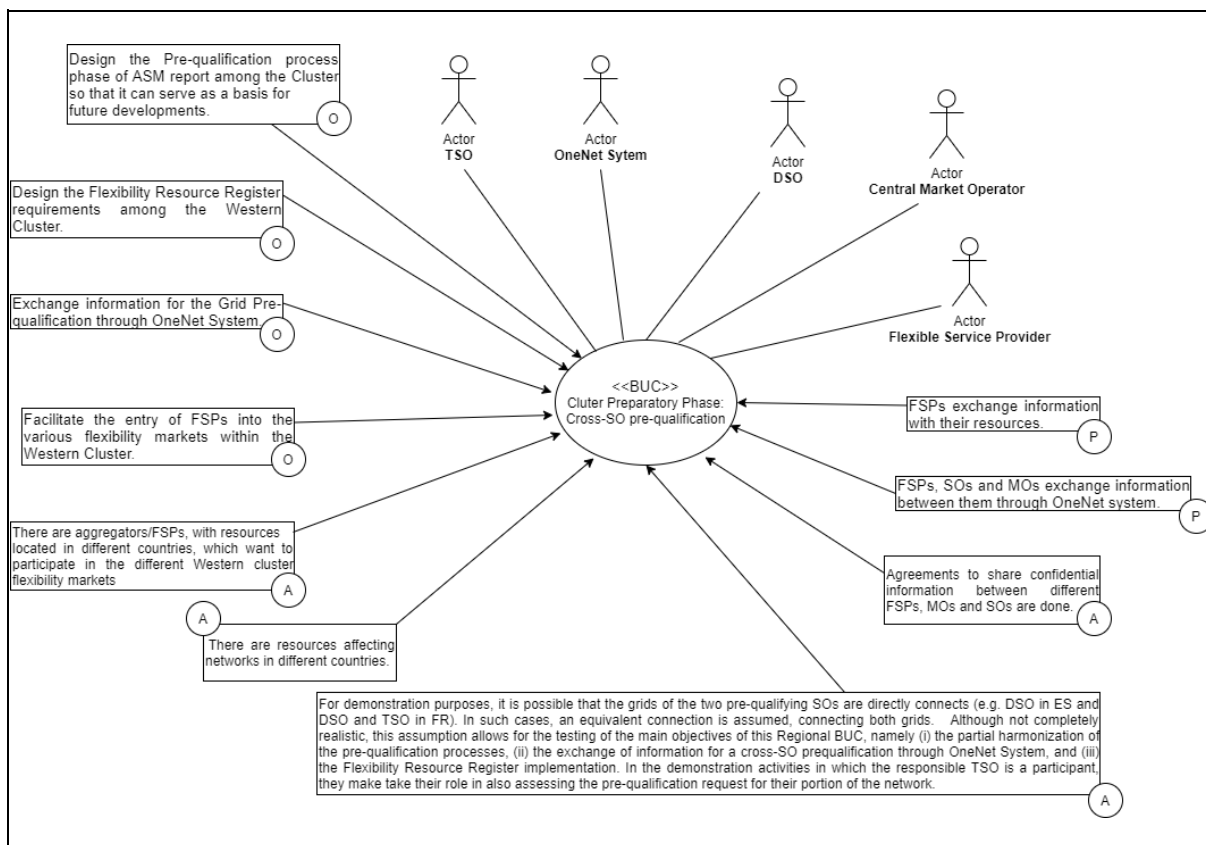 Design the Pre-qualification process
phase of ASM report among the Cluster
so that it can serve as a basis for
future developments.
O
Actor
TSO
Actor
OneNet Sytem
Actor
DSO
Actor
Central Market Operator
Design the Flexibility Resource Register
requirements among the Western
Cluster.
O
Exchange information for the Grid Pre-
qualification through OneNet System.
O
Actor
Flexible Service Provider
<<BUC>>
Cluter Preparatory Phase:
Cross-SO pre-qualification
Facilitate the entry of FSPs into the
various flexibility markets within the
Western Cluster.
O
FSPs exchange information
with their resources.
P
FSPs, SOs and MOs exchange information
between them through OneNet system.
P
There are aggregators/FSPs, with resources
located in different countries, which want to
participate in the different Western cluster
flexibility markets
A
Agreements to share confidential
information between different
FSPs, MOs and SOs are done.
A
A
There are resources affecting
networks in different countries.
For demonstration purposes, it is possible that the grids of the two pre-qualifying SOs are directly connects (e.g. DSO in ES and
DSO and TSO in FR). In such cases, an equivalent connection is assumed, connecting both grids. Although not completely
realistic, this assumption allows for the testing of the main objectives of this Regional BUC, namely (i) the partial harmonization of
the pre-qualification processes, (ii) the exchange of information for a cross-SO prequalification through OneNet System, and (iii)
the Flexibility Resource Register implementation. In the demonstration activities in which the responsible TSO is a participant,
they make take their role in also assessing the pre-qualification request for their portion of the network.
A